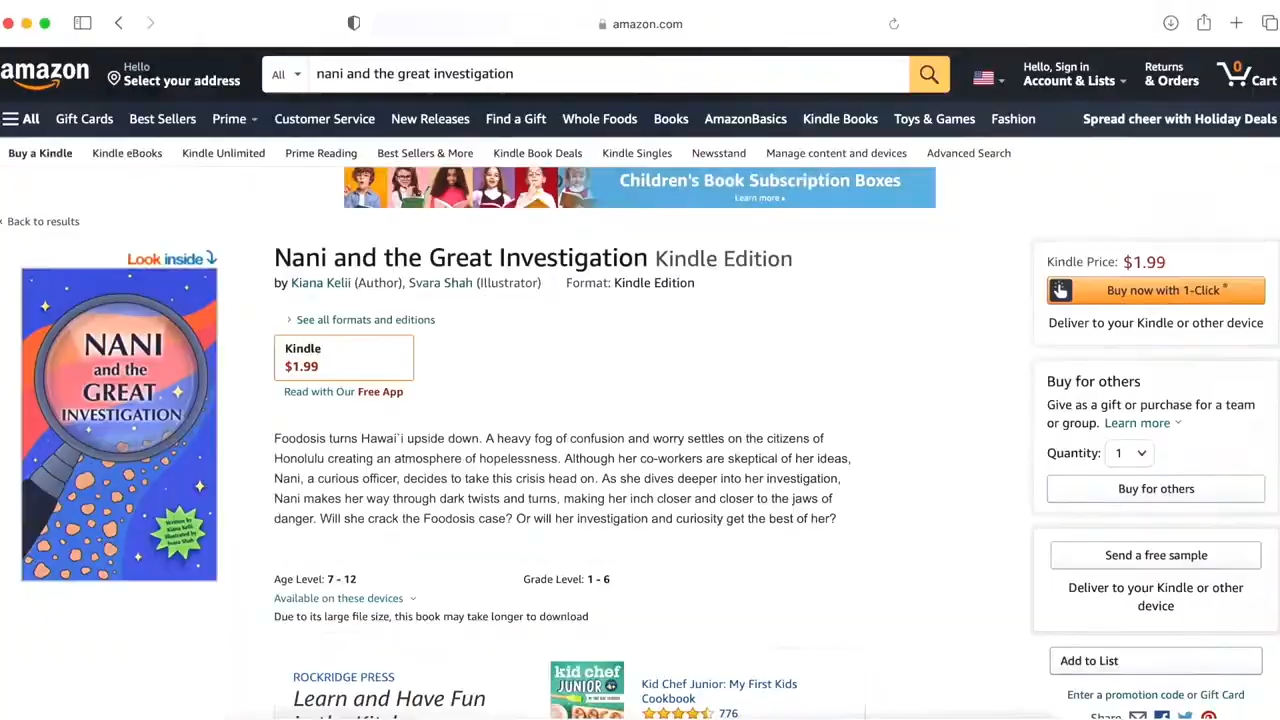 amazon.com
amazon
Hello
Select your address
All
nani and the great investigation
Hello, Sign in
Account & Lists
Returns
& Orders
0
Cart
All
Gift Cards
Best Sellers
Prime
Customer Service
New Releases
Find a Gift
Whole Foods
Books
AmazonBasics
Kindle Books
Toys & Games
Fashion
Spread cheer with Holiday Deals
Buy a Kindle
Kindle eBooks
Kindle Unlimited
Prime Reading
Best Sellers & More
Kindle Book Deals
Kindle Singles
Newsstand
Manage content and devices
Advanced Search
Children's Book Subscription Boxes
Learn more
‹ Back to results
Look inside
NANI
and the
GREAT
INVESTIGATION
Written by
Kiana Kelii
Illustrated by
Svara Shah
Nani and the Great Investigation Kindle Edition
by Kiana Kelii (Author), Svara Shah (Illustrator) Format: Kindle Edition
› See all formats and editions
Kindle
$1.99
Read with Our Free App
Foodosis turns Hawai`i upside down. A heavy fog of confusion and worry settles on the citizens of
Honolulu creating an atmosphere of hopelessness. Although her co-workers are skeptical of her ideas,
Nani, a curious officer, decides to take this crisis head on. As she dives deeper into her investigation,
Nani makes her way through dark twists and turns, making her inch closer and closer to the jaws of
danger. Will she crack the Foodosis case? Or will her investigation and curiosity get the best of her?
Age Level: 7 - 12
Grade Level: 1 - 6
Available on these devices
Due to its large file size, this book may take longer to download
ROCKRIDGE PRESS
Learn and Have Fun
kid chef
JUNIOR
Kid Chef Junior: My First Kids
Cookbook
776
Kindle Price: $1.99
Buy now with 1-Click ®
Deliver to your Kindle or other device
Buy for others
Give as a gift or purchase for a team
or group. Learn more
Quantity: 1
Buy for others
Send a free sample
Deliver to your Kindle or other
device
Add to List
Enter a promotion code or Gift Card
Share